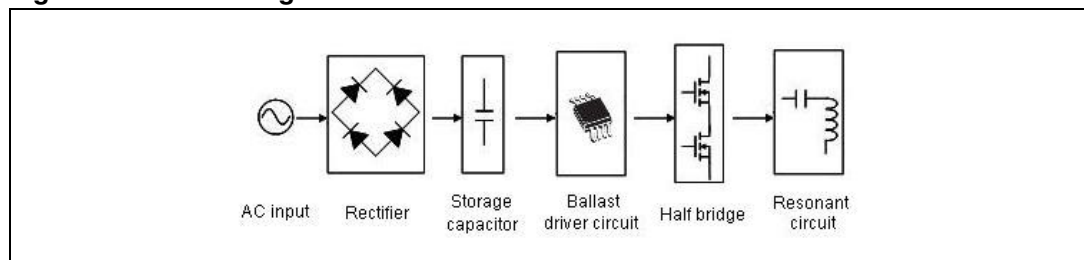 AC input
Rectifier
Storage
capacitor
Ballast
driver circuit
Half bridge
Resonant
circuit